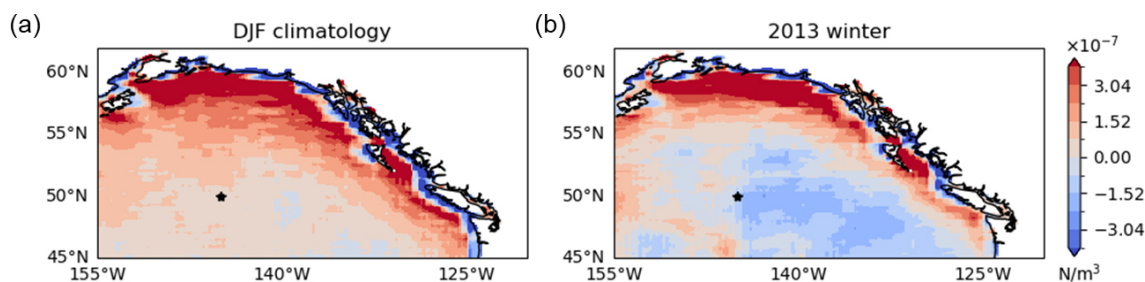 (a)
DJF climatology
60°N
55°N
50°N
45°N
155°W
140°W
125°W
(b)
2013 winter
60°N
55°N
50°N
45°N
155°W
140°W
125°W
×10⁻⁷
3.04
1.52
0.00
−1.52
−3.04
N/m³